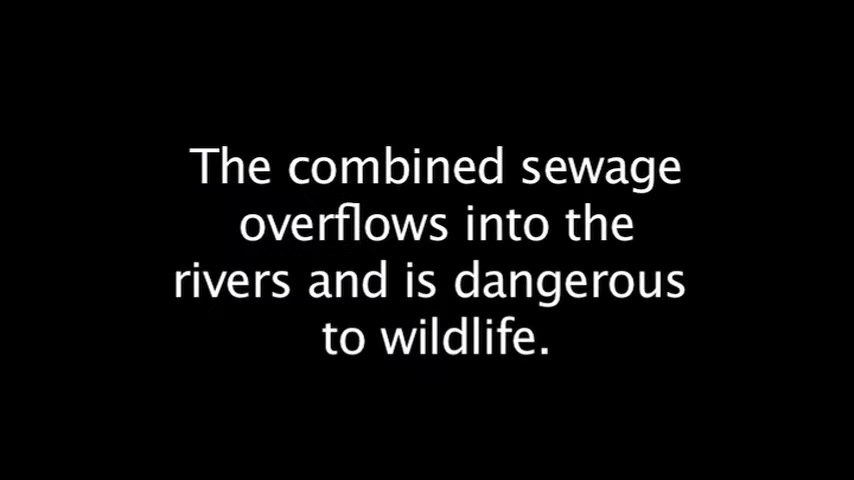 The combined sewage
overflows into the
rivers and is dangerous
to wildlife.